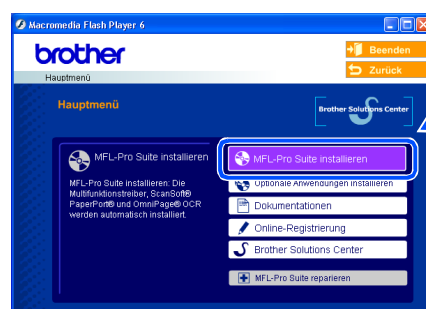 Macromedia Flash Player 6
brother
Beenden
Zurück
Hauptmenü
Hauptmenü
Brother Solutions Center
MFL-Pro Suite installieren
MFL-Pro Suite installieren: Die
Multifunktionstreiber, ScanSoft®
PaperPort® und OmniPage® OCR
werden automatisch installiert.
MFL-Pro Suite installieren
Optionale Anwendungen installieren
Dokumentationen
Online-Registrierung
Brother Solutions Center
MFL-Pro Suite reparieren